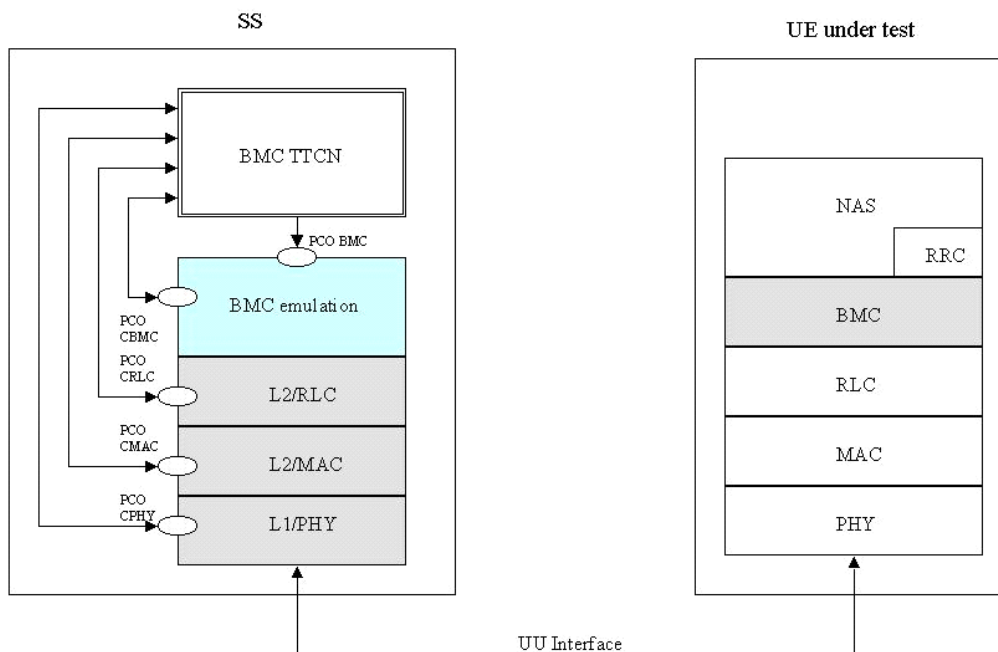 SS
UE under test
BMC TTCN
PCO BMC
BMC emulation
PCO
CBMC
PCO
CRLC
L2/RLC
PCO
CMAC
L2/MAC
PCO
CPHY
L1/PHY
NAS
RRC
BMC
RLC
MAC
PHY
UU Interface